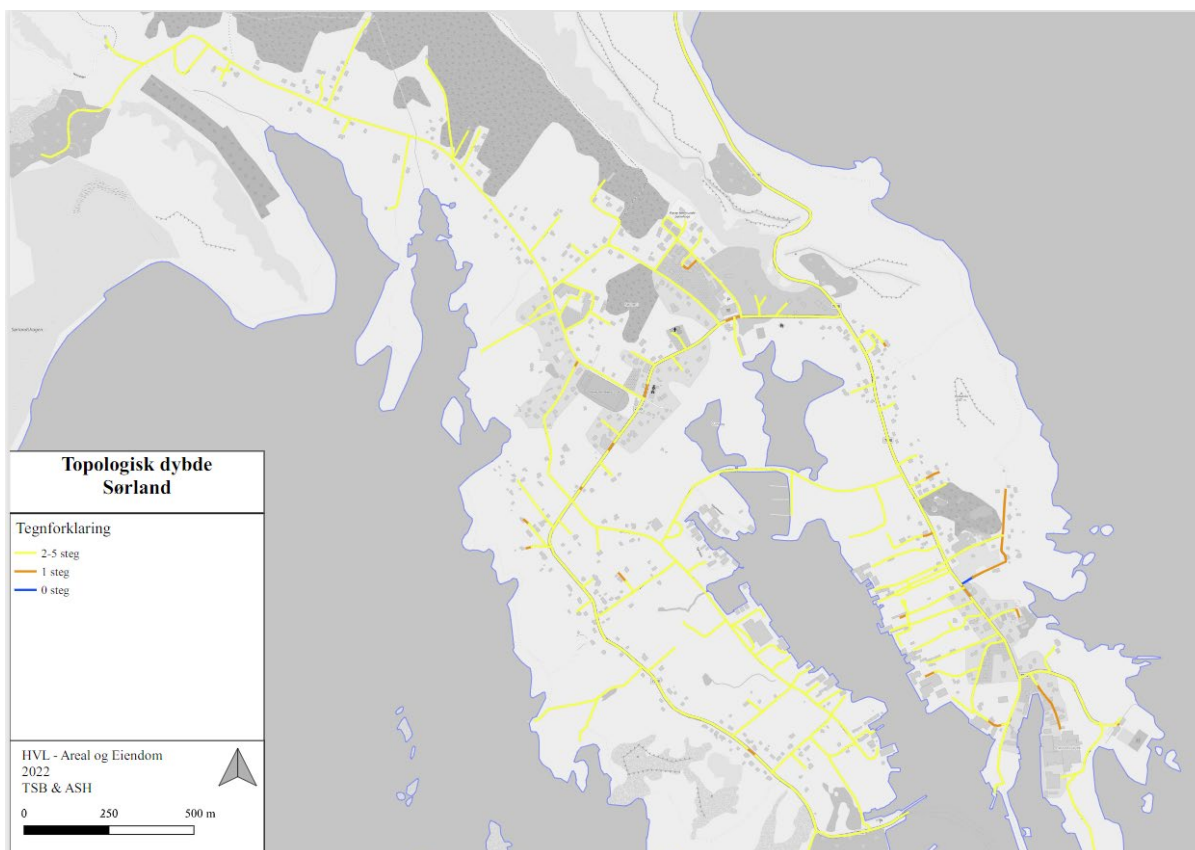 Topologisk dybde
Sørland
Tegnforklaring
2-5 steg
1 steg
0 steg
HVL - Areal og Eiendom
2022
TSB & ASH
0 250 500 m